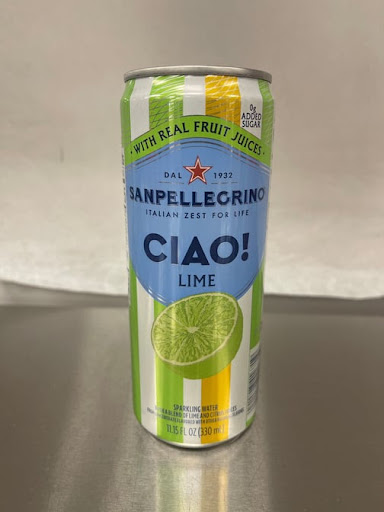 0g
ADDED
SUGAR
• WITH REAL FRUIT JUICES •
DAL 1932
SANPELLEGRINO
ITALIAN ZEST FOR LIFE
CIAO!
LIME
SPARKLING WATER
11.15 FL OZ (330 mL)